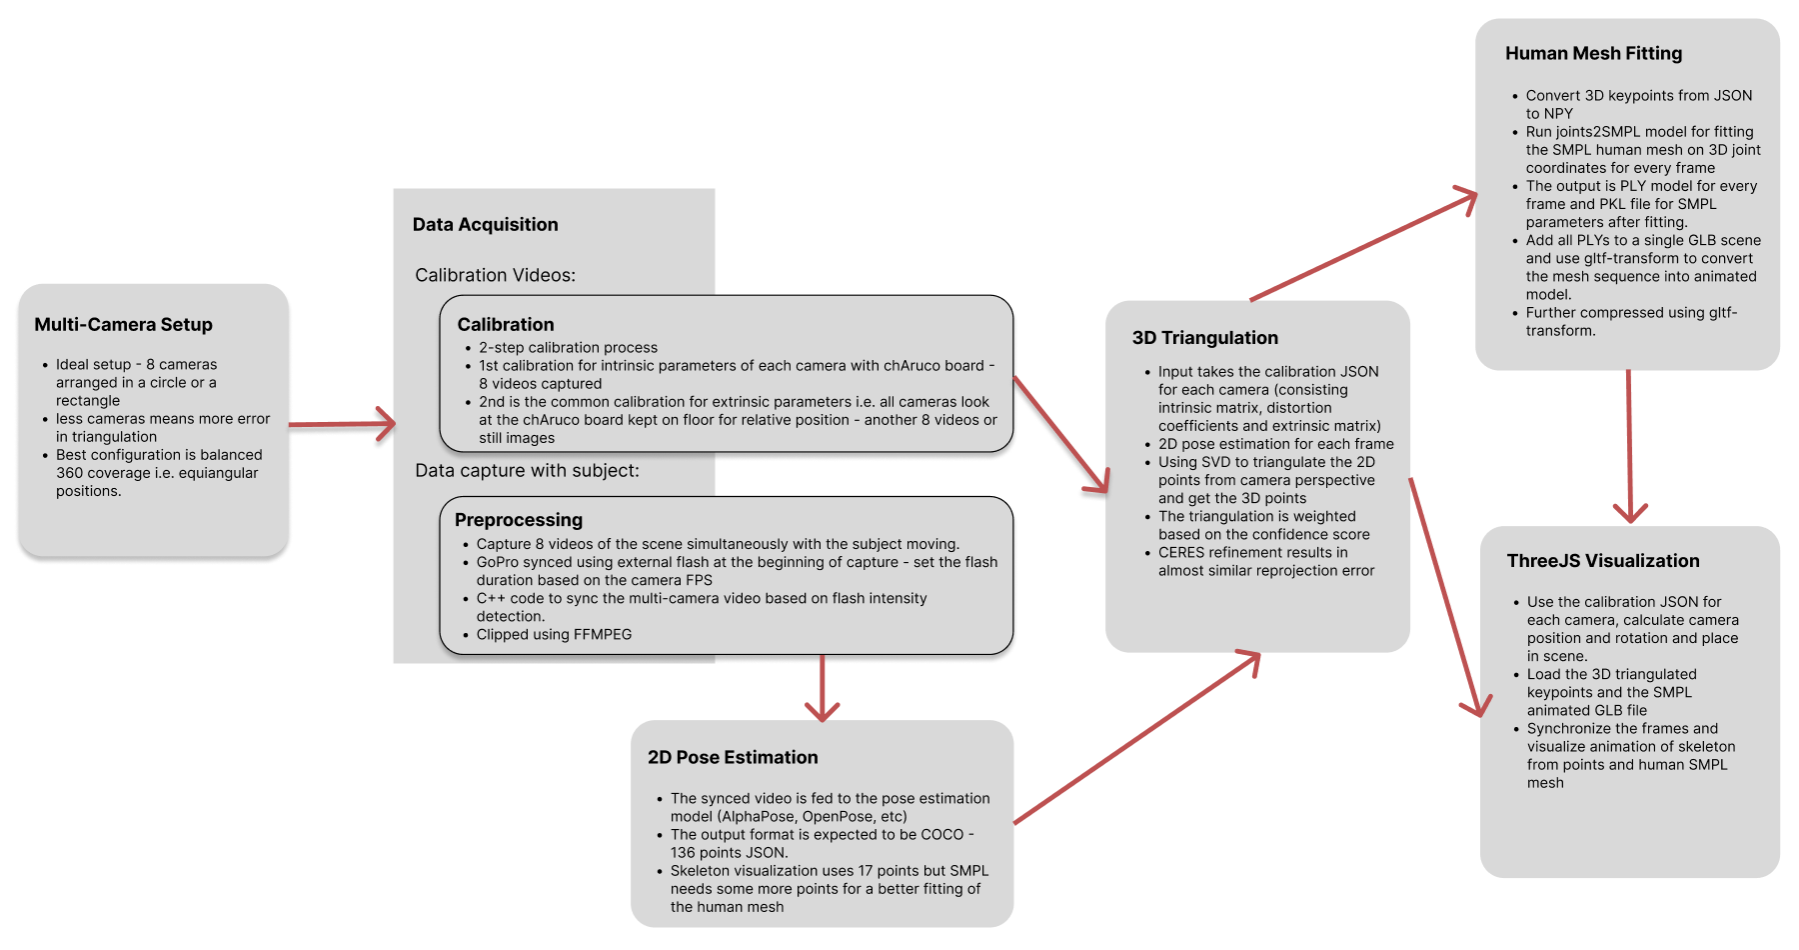 Multi-Camera Setup
• Ideal setup - 8 cameras
arranged in a circle or a
rectangle
• less cameras means more error
in triangulation
• Best configuration is balanced
360 coverage i.e. equiangular
positions.
Data Acquisition
Calibration Videos:
Calibration
• 2-step calibration process
• 1st calibration for intrinsic parameters of each camera with chAruco board -
8 videos captured
• 2nd is the common calibration for extrinsic parameters i.e. all cameras look
at the chAruco board kept on floor for relative position - another 8 videos or
still images
Data capture with subject:
Preprocessing
• Capture 8 videos of the scene simultaneously with the subject moving.
• GoPro synced using external flash at the beginning of capture - set the flash
duration based on the camera FPS
• C++ code to sync the multi-camera video based on flash intensity
detection.
• Clipped using FFMPEG
2D Pose Estimation
• The synced video is fed to the pose estimation
model (AlphaPose, OpenPose, etc)
• The output format is expected to be COCO -
136 points JSON.
• Skeleton visualization uses 17 points but SMPL
needs some more points for a better fitting of
the human mesh
3D Triangulation
• Input takes the calibration JSON
for each camera (consisting
intrinsic matrix, distortion
coefficients and extrinsic matrix)
• 2D pose estimation for each frame
• Using SVD to triangulate the 2D
points from camera perspective
and get the 3D points
• The triangulation is weighted
based on the confidence score
• CERES refinement results in
almost similar reprojection error
Human Mesh Fitting
• Convert 3D keypoints from JSON
to NPY
• Run joints2SMPL model for fitting
the SMPL human mesh on 3D joint
coordinates for every frame
• The output is PLY model for every
frame and PKL file for SMPL
parameters after fitting.
• Add all PLYs to a single GLB scene
and use gltf-transform to convert
the mesh sequence into animated
model.
• Further compressed using gltf-
transform.
ThreeJS Visualization
• Use the calibration JSON for
each camera, calculate camera
position and rotation and place
in scene.
• Load the 3D triangulated
keypoints and the SMPL
animated GLB file
• Synchronize the frames and
visualize animation of skeleton
from points and human SMPL
mesh